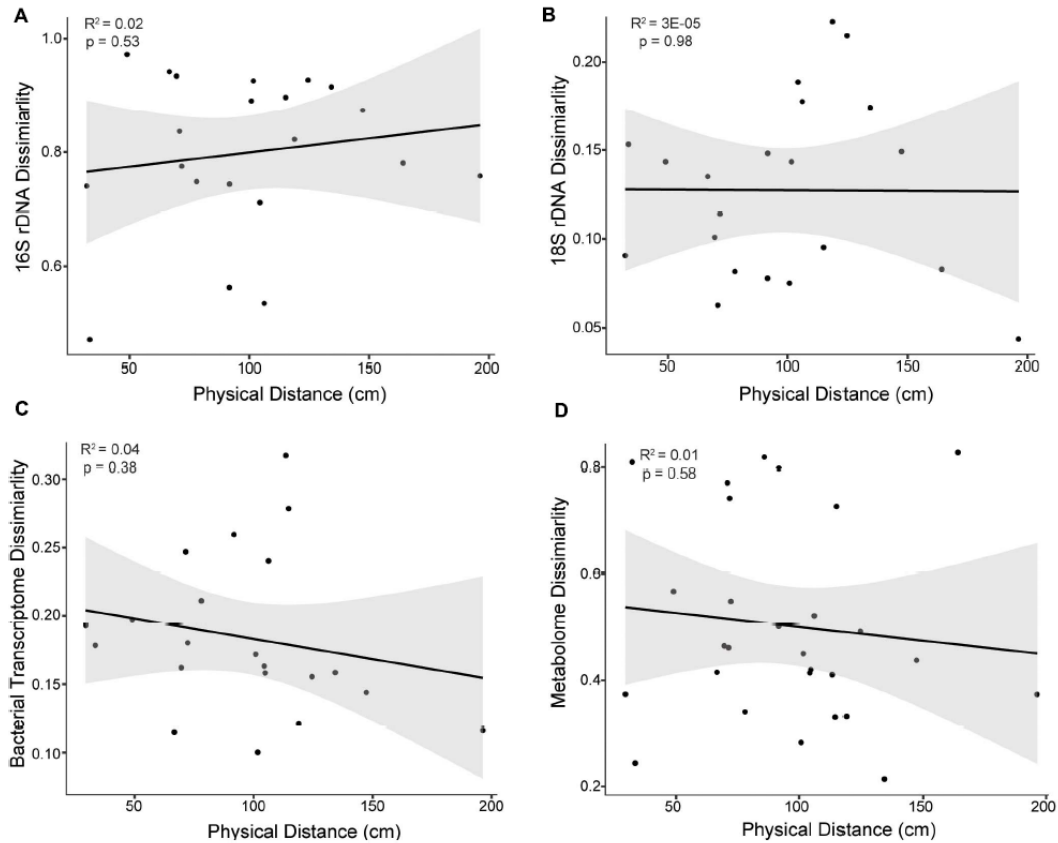 A
R² = 0.02
p = 0.53
16S rDNA Dissimiarlity
1.0
0.8
0.6
50
100
150
200
Physical Distance (cm)
B
R² = 3E-05
p = 0.98
18S rDNA Dissimiarlity
0.20
0.15
0.10
0.05
50
100
150
200
Physical Distance (cm)
C
R² = 0.04
p = 0.38
Bacterial Transcriptome Dissimiarlity
0.30
0.25
0.20
0.15
0.10
50
100
150
200
Physical Distance (cm)
D
R² = 0.01
p = 0.58
Metabolome Dissimiarlity
0.8
0.6
0.4
0.2
50
100
150
200
Physical Distance (cm)